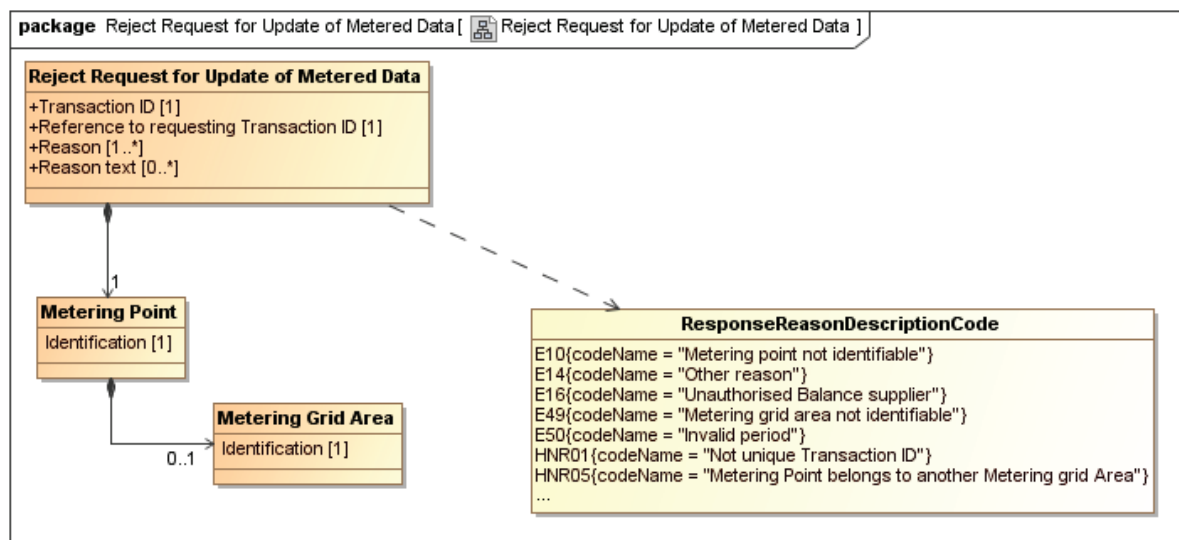 package Reject Request for Update of Metered Data [ Reject Request for Update of Metered Data ]
Reject Request for Update of Metered Data
+Transaction ID [1]
+Reference to requesting Transaction ID [1]
+Reason [1..*]
+Reason text [0..*]
1
Metering Point
Identification [1]
Metering Grid Area
Identification [1]
0..1
ResponseReasonDescriptionCode
E10{codeName = "Metering point not identifiable"}
E14{codeName = "Other reason"}
E16{codeName = "Unauthorised Balance supplier"}
E49{codeName = "Metering grid area not identifiable"}
E50{codeName = "Invalid period"}
HNR01{codeName = "Not unique Transaction ID"}
HNR05{codeName = "Metering Point belongs to another Metering grid Area"}
...